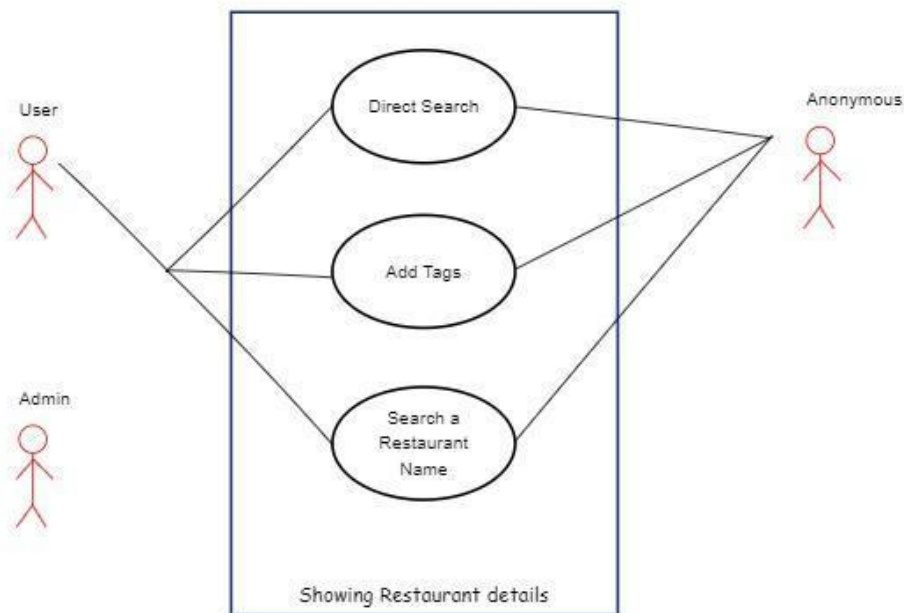 User
Anonymous
Direct Search
Add Tags
Admin
Search a
Restaurant
Name
Showing Restaurant details